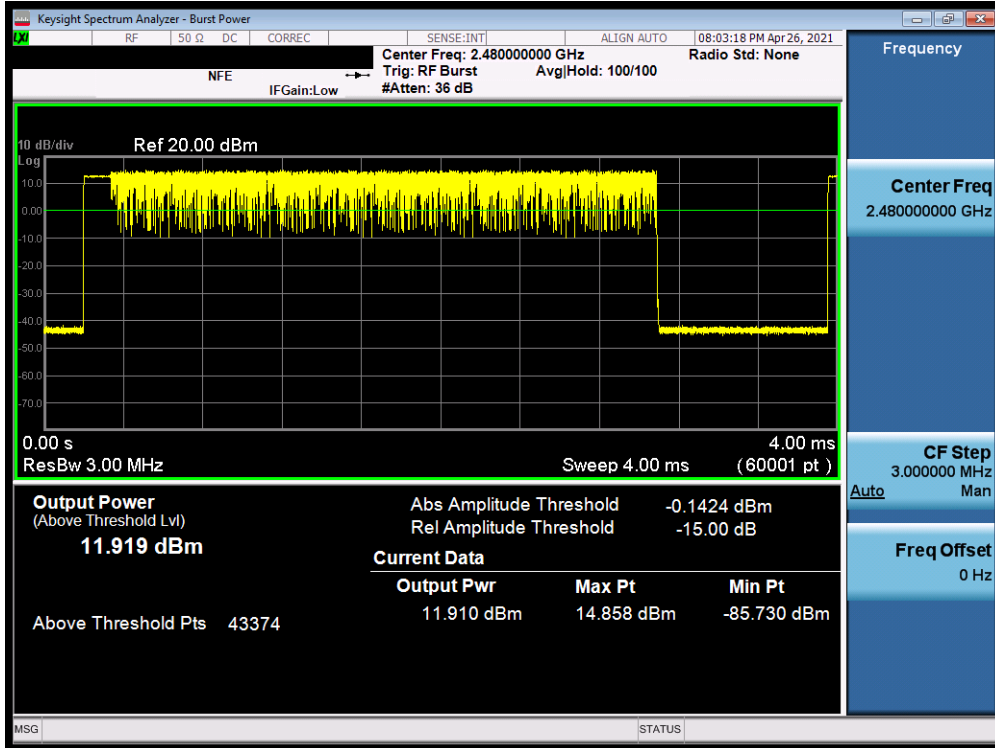 Keysight Spectrum Analyzer - Burst Power
LXI RF 50 Ω DC CORREC SENSE:INT ALIGN AUTO 08:03:18 PM Apr 26, 2021
Center Freq: 2.480000000 GHz Radio Std: None
NFE Trig: RF Burst Avg|Hold: 100/100
IFGain:Low #Atten: 36 dB
10 dB/div Ref 20.00 dBm
Log
10.0
0.00
-10.0
-20.0
-30.0
-40.0
-50.0
-60.0
-70.0
0.00 s 4.00 ms
ResBw 3.00 MHz Sweep 4.00 ms (60001 pt )
Output Power
(Above Threshold Lvl)
11.919 dBm
Above Threshold Pts 43374
Abs Amplitude Threshold -0.1424 dBm
Rel Amplitude Threshold -15.00 dB
Current Data
Output Pwr Max Pt Min Pt
11.910 dBm 14.858 dBm -85.730 dBm
Frequency
Center Freq
2.480000000 GHz
CF Step
3.000000 MHz
Auto Man
Freq Offset
0 Hz
MSG STATUS